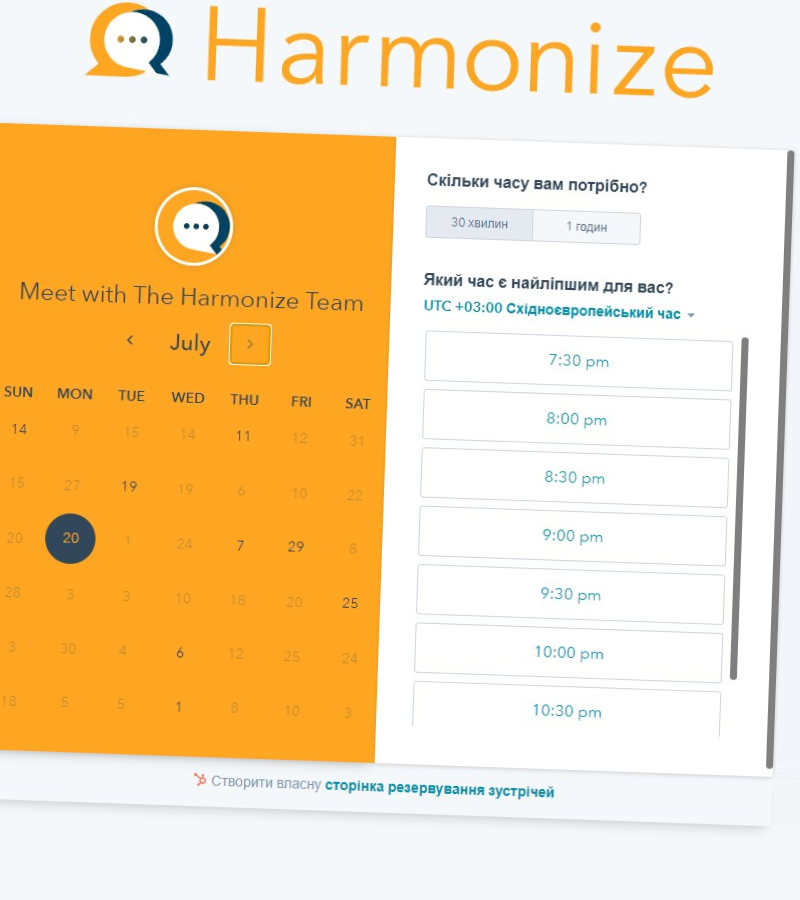 Harmonize
Meet with The Harmonize Team
July
SUN MON TUE WED THU FRI SAT
14 9 15 14 11 12 31
15 27 19 19 6 10 22
20 20 1 24 7 29 8
28 3 3 10 18 20 25
3 30 4 6 12 25 24
18 5 5 1 8 10 3
Скільки часу вам потрібно?
30 хвилин 1 годин
Який час є найліпшим для вас?
UTC +03:00 Східноєвропейський час
7:30 pm
8:00 pm
8:30 pm
9:00 pm
9:30 pm
10:00 pm
10:30 pm
Створити власну сторінка резервування зустрічей